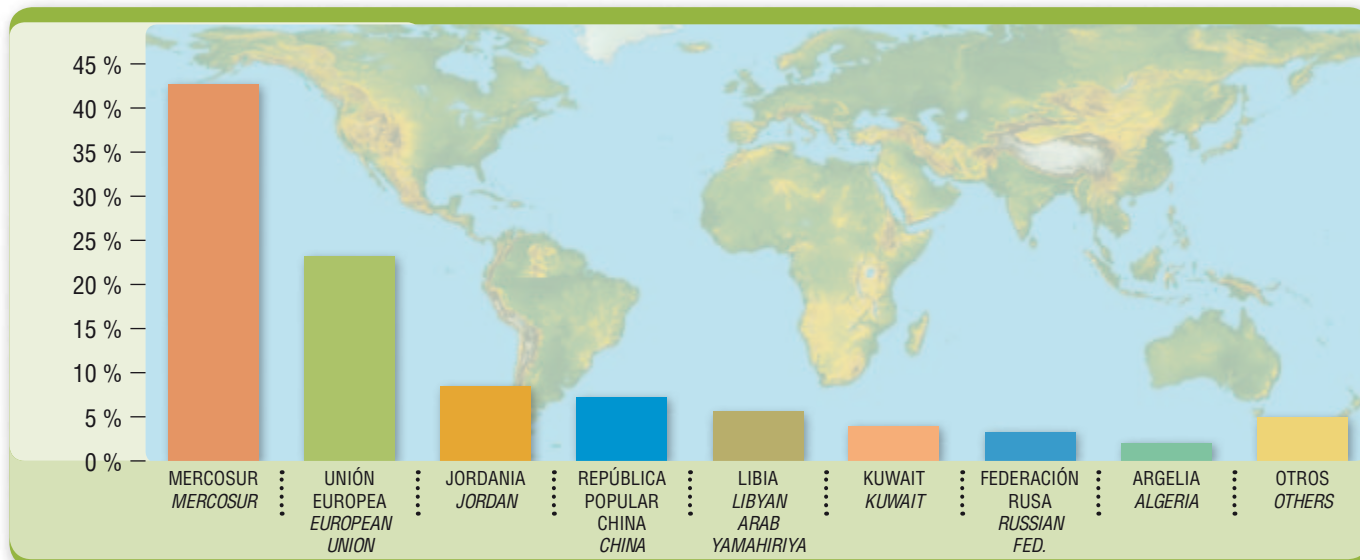 45 %
40 %
35 %
30 %
25 %
20 %
15 %
10 %
5 %
0 %
MERCOSUR
MERCOSUR
UNIÓN
EUROPEA
EUROPEAN
UNION
JORDANIA
JORDAN
REPÚBLICA
POPULAR
CHINA
CHINA
LIBIA
LIBYAN
ARAB
YAMAHIRIYA
KUWAIT
KUWAIT
FEDERACIÓN
RUSA
RUSSIAN
FED.
ARGELIA
ALGERIA
OTROS
OTHERS